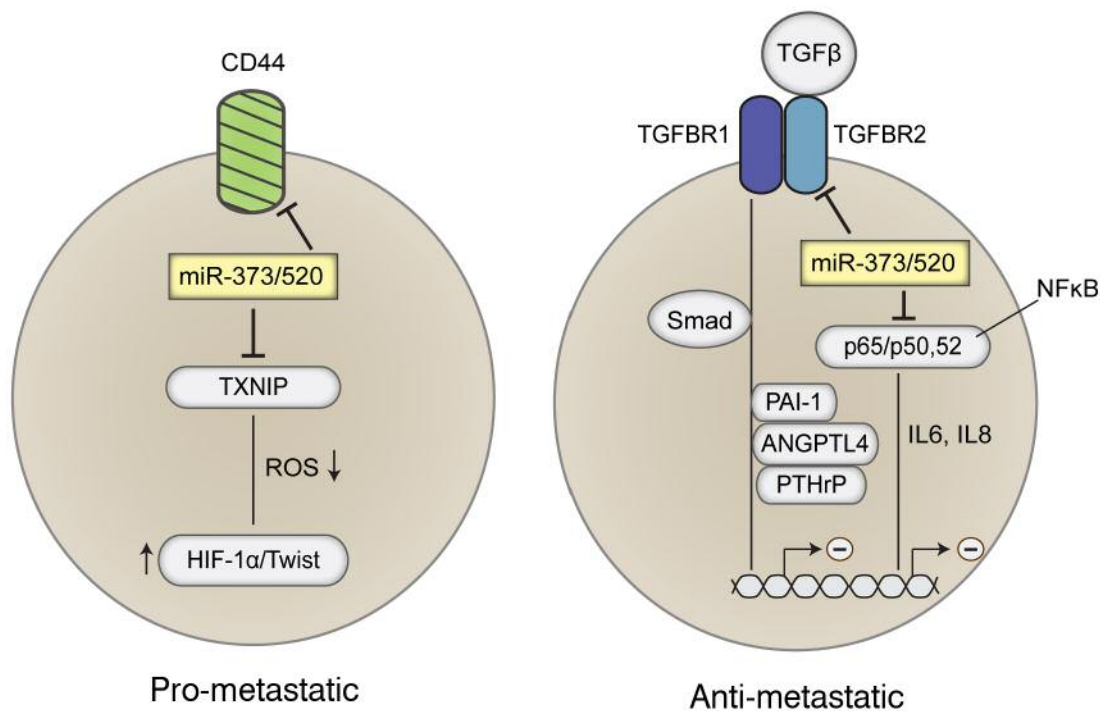 CD44
miR-373/520
TXNIP
ROS ↓
↑ HIF-1α/Twist
Pro-metastatic
TGFβ
TGFBR1
TGFBR2
miR-373/520
NFκB
Smad
p65/p50,52
PAI-1
ANGPTL4
PTHrP
IL6, IL8
Anti-metastatic